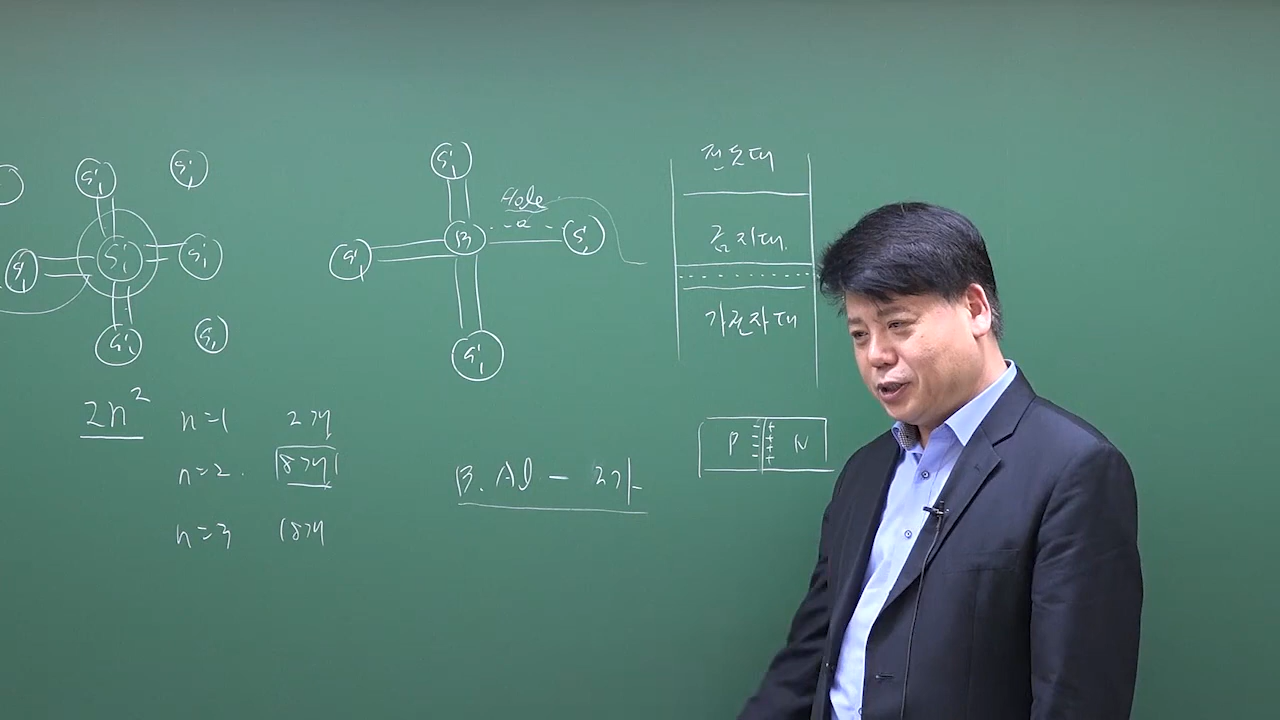 Si
Si
Si
Si
Si
Si
Si
2n²
n=1 2개
n=2. 8개
n=3 18개
Si
Hole
Si
B
Si
Si
B. Al - 3가
전도대
금지대
가전자대
P
- - - -
+ + + +
N